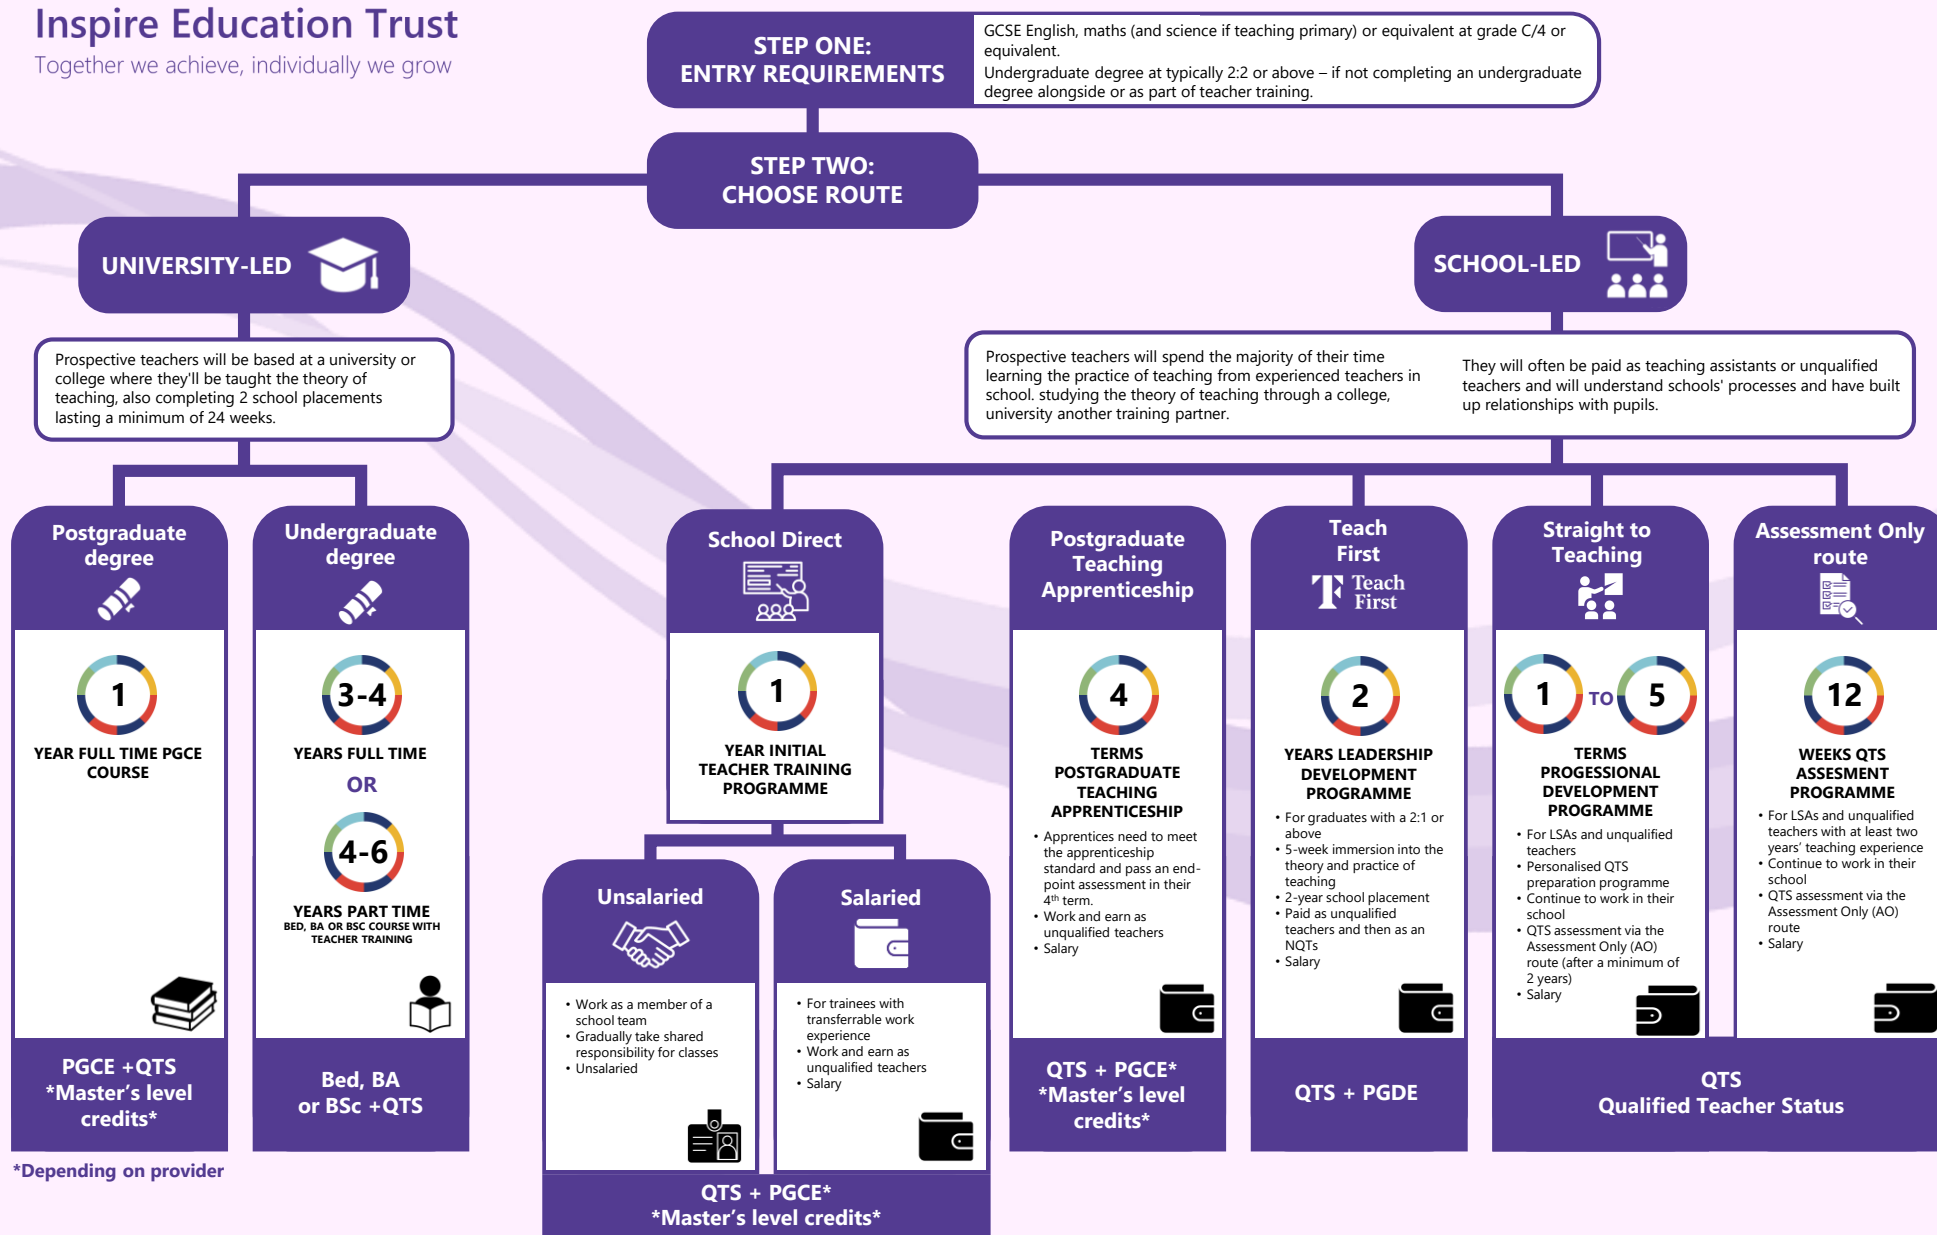 Inspire Education Trust
Together we achieve, individually we grow
STEP ONE:
ENTRY REQUIREMENTS
GCSE English, maths (and science if teaching primary) or equivalent at grade C/4 or
equivalent.
Undergraduate degree at typically 2:2 or above – if not completing an undergraduate
degree alongside or as part of teacher training.
STEP TWO:
CHOOSE ROUTE
UNIVERSITY-LED
Prospective teachers will be based at a university or
college where they'll be taught the theory of
teaching, also completing 2 school placements
lasting a minimum of 24 weeks.
SCHOOL-LED
Prospective teachers will spend the majority of their time
learning the practice of teaching from experienced teachers in
school. studying the theory of teaching through a college,
university another training partner.
They will often be paid as teaching assistants or unqualified
teachers and will understand schools' processes and have built
up relationships with pupils.
Postgraduate
degree
1
YEAR FULL TIME PGCE
COURSE
PGCE +QTS
*Master's level
credits*
*Depending on provider
Undergraduate
degree
3-4
YEARS FULL TIME
OR
4-6
YEARS PART TIME
BED, BA OR BSC COURSE WITH
TEACHER TRAINING
Bed, BA
or BSc +QTS
School Direct
1
YEAR INITIAL
TEACHER TRAINING
PROGRAMME
Unsalaried
• Work as a member of a
school team
• Gradually take shared
responsibility for classes
• Unsalaried
Salaried
• For trainees with
transferrable work
experience
• Work and earn as
unqualified teachers
• Salary
QTS + PGCE*
*Master's level credits*
Postgraduate
Teaching
Apprenticeship
4
TERMS
POSTGRADUATE
TEACHING
APPRENTICESHIP
• Apprentices need to meet
the apprenticeship
standard and pass an end-
point assessment in their
4th term.
• Work and earn as
unqualified teachers
• Salary
QTS + PGCE*
*Master's level
credits*
Teach
First
Teach
First
2
YEARS LEADERSHIP
DEVELOPMENT
PROGRAMME
• For graduates with a 2:1 or
above
• 5-week immersion into the
theory and practice of
teaching
• 2-year school placement
• Paid as unqualified
teachers and then as an
NQTs
• Salary
QTS + PGDE
Straight to
Teaching
1 TO 5
TERMS
PROGESSIONAL
DEVELOPMENT
PROGRAMME
• For LSAs and unqualified
teachers
• Personalised QTS
preparation programme
• Continue to work in their
school
• QTS assessment via the
Assessment Only (AO)
route (after a minimum of
2 years)
• Salary
Assessment Only
route
12
WEEKS QTS
ASSESMENT
PROGRAMME
• For LSAs and unqualified
teachers with at least two
years' teaching experience
• Continue to work in their
school
• QTS assessment via the
Assessment Only (AO)
route
• Salary
QTS
Qualified Teacher Status